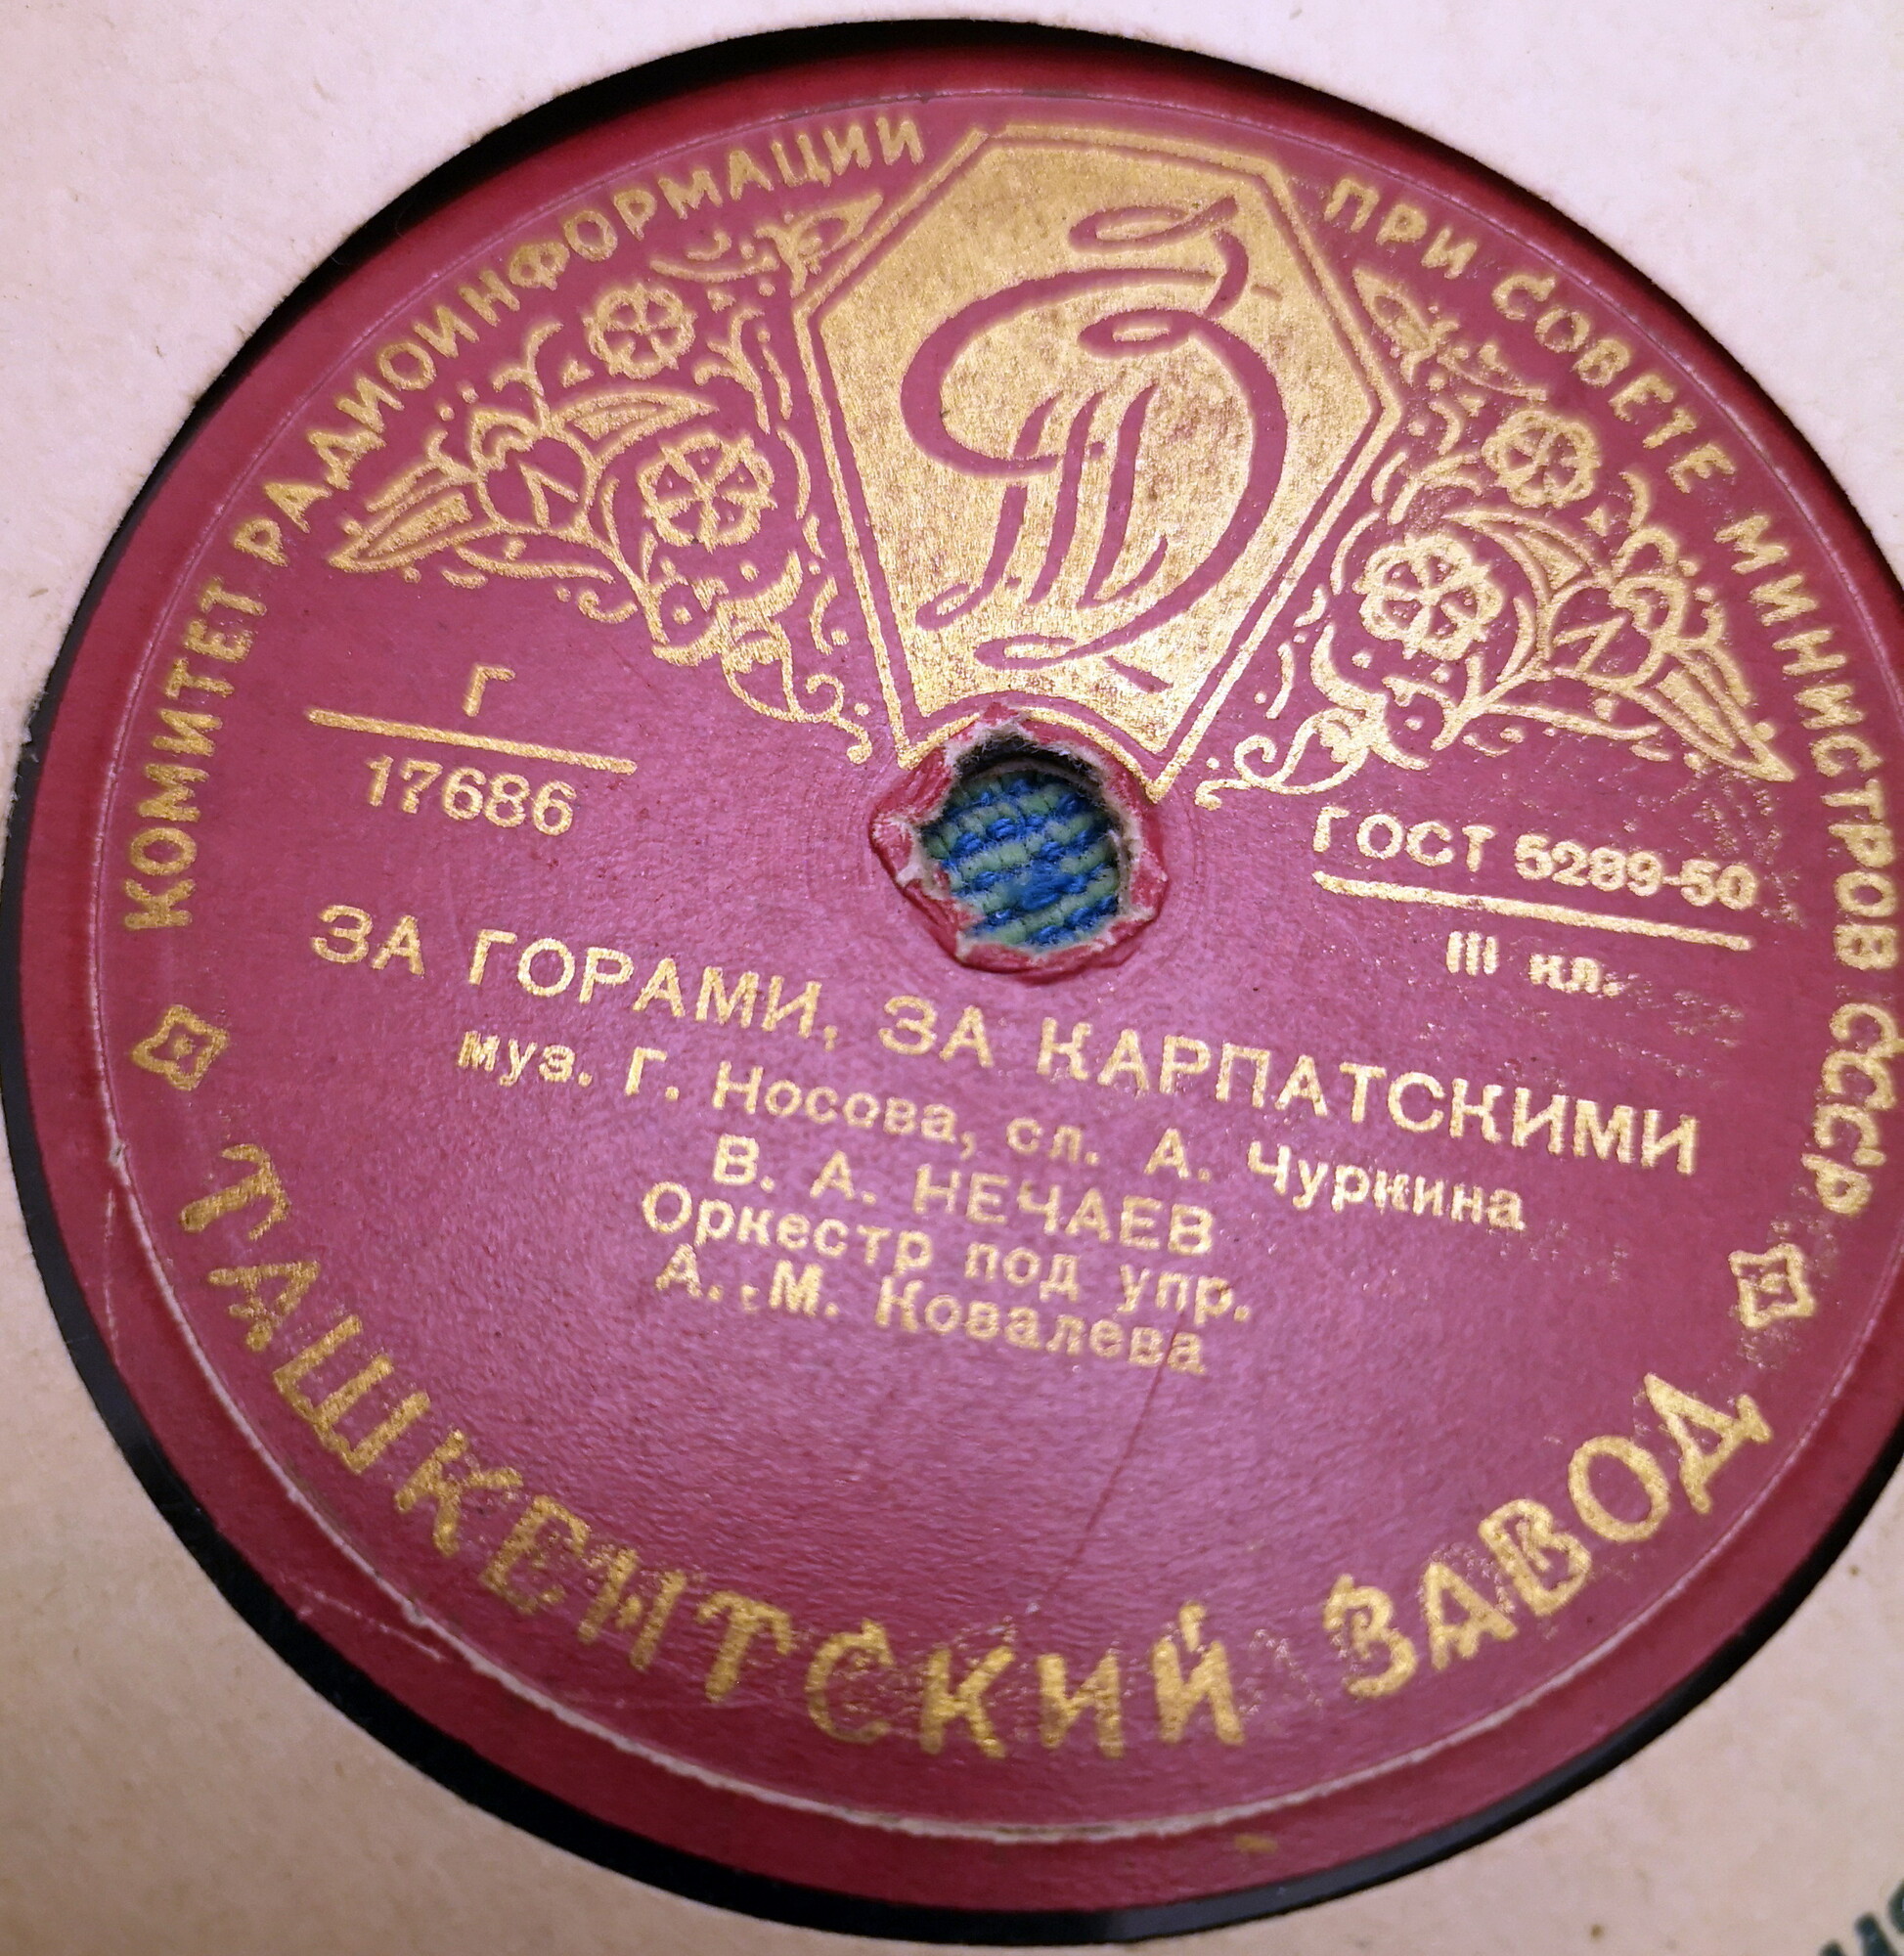 КОМИТЕТ РАДИОИНФОРМАЦИИ ПРИ СОВЕТЕ МИНИСТРОВ СССР
Г
17686
ГОСТ 5289-50
III кл.
ЗА ГОРАМИ, ЗА КАРПАТСКИМИ
муз. Г. Носова, сл. А. Чуркина
В. А. НЕЧАЕВ
Оркестр под упр.
А. М. Ковалева
ТАШКЕНТСКИЙ ЗАВОД